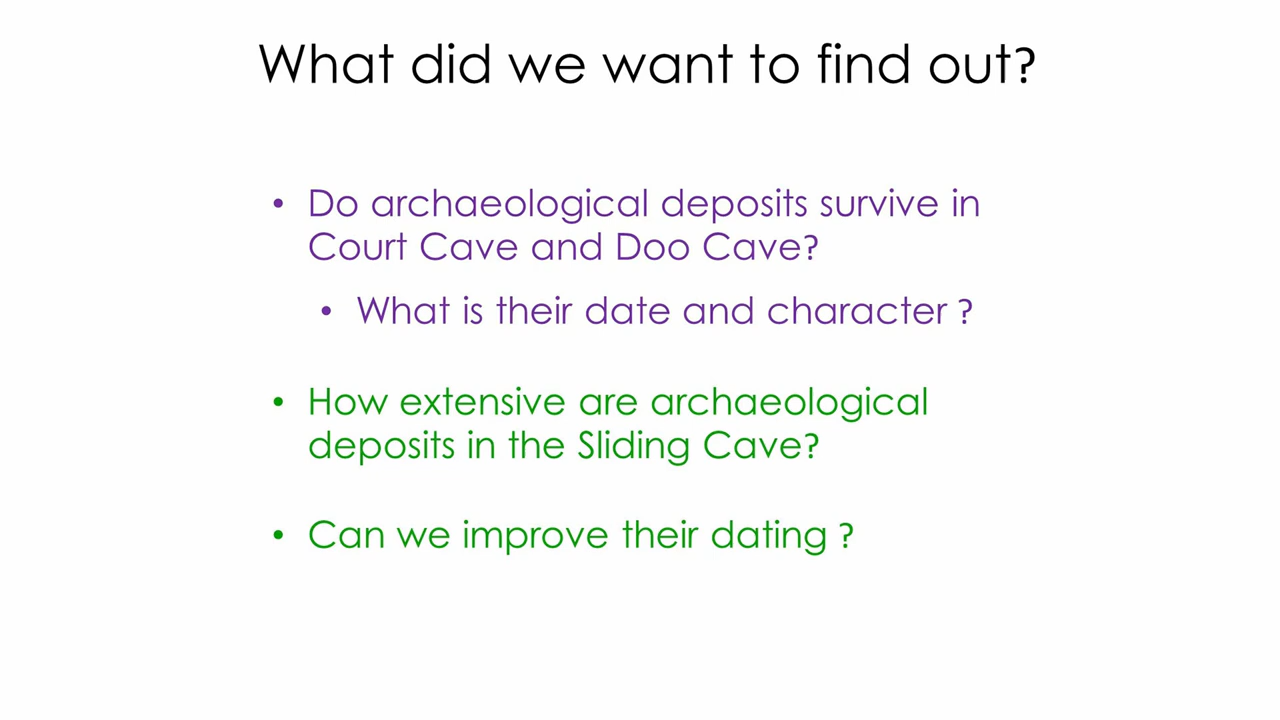 What did we want to find out?
• Do archaeological deposits survive in
Court Cave and Doo Cave?
• What is their date and character ?
• How extensive are archaeological
deposits in the Sliding Cave?
• Can we improve their dating ?